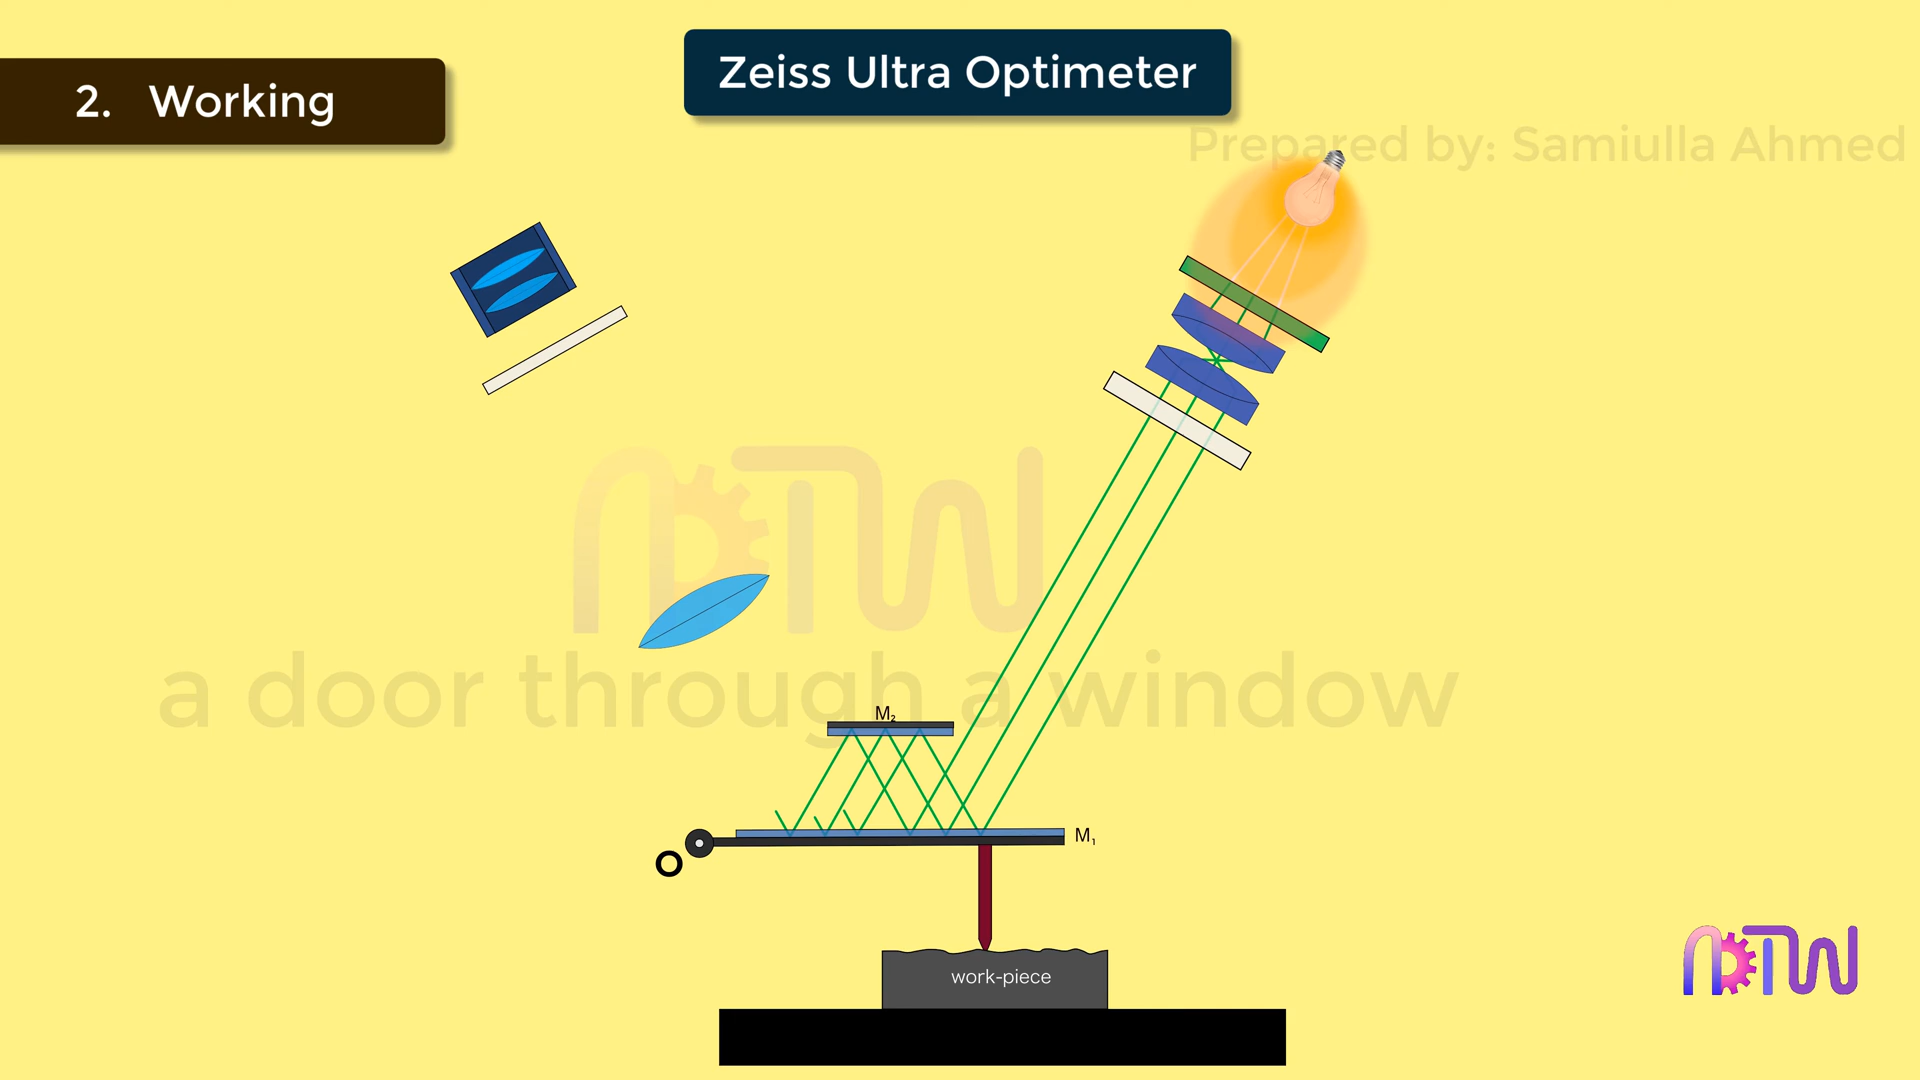 Zeiss Ultra Optimeter
2. Working
Prepared by: Samiulla Ahmed
a door through a window
M₂
M₁
work-piece